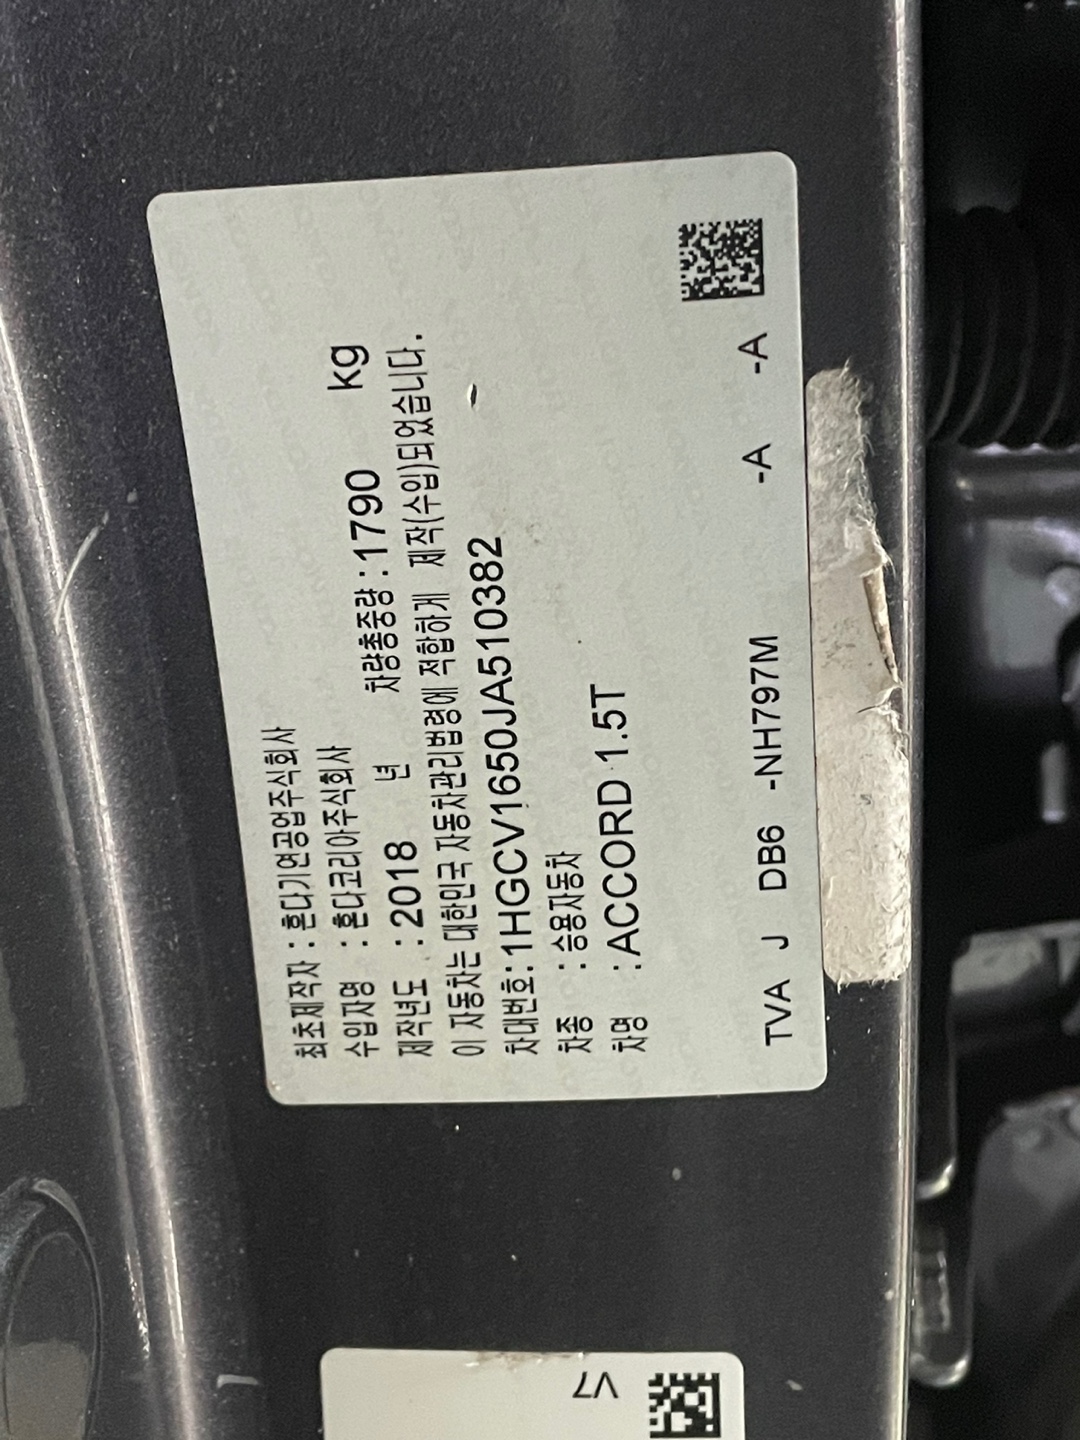 최초제작자 : 혼다기연공업주식회사
수입자명 : 혼다코리아주식회사
제작년도 : 2018 년 차량총중량 : 1790 kg
이 자동차는 대한민국 자동차관리법령에 적합하게 제작(수입)되었습니다.
차대번호 : 1HGCV1650JA510382
차종 : 승용자동차
차명 : ACCORD 1.5T
TVA J DB6 -NH797M -A -A
V7